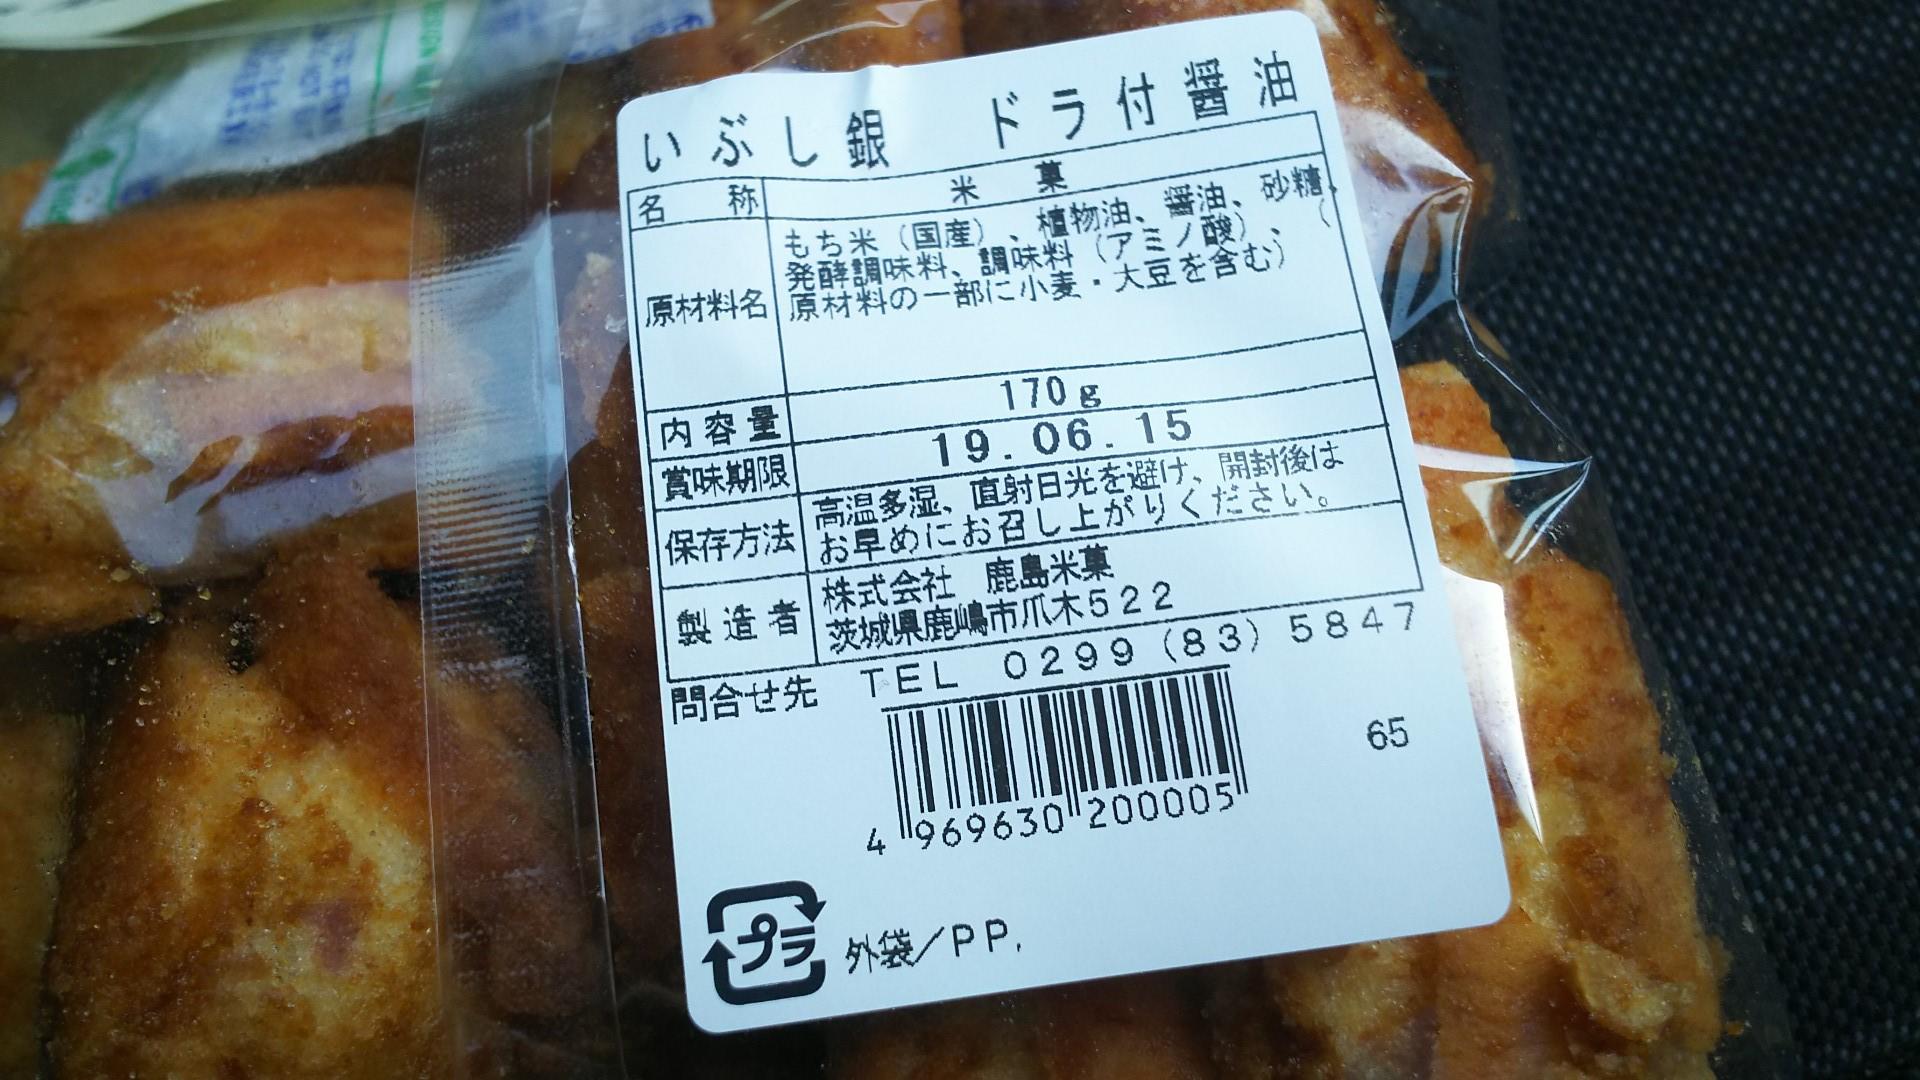 いぶし銀 ドラ付醤油
名称 米菓
原材料名 もち米(国産)、植物油、醤油、砂糖、
発酵調味料、調味料(アミノ酸)、(
原材料の一部に小麦・大豆を含む)
内容量 170g
賞味期限 19.06.15
保存方法 高温多湿、直射日光を避け、開封後は
お早めにお召し上がりください。
製造者 株式会社 鹿島米菓
茨城県鹿嶋市爪木522
問合せ先 TEL 0299(83)5847
65
4 969630 200005
プラ 外袋/PP.